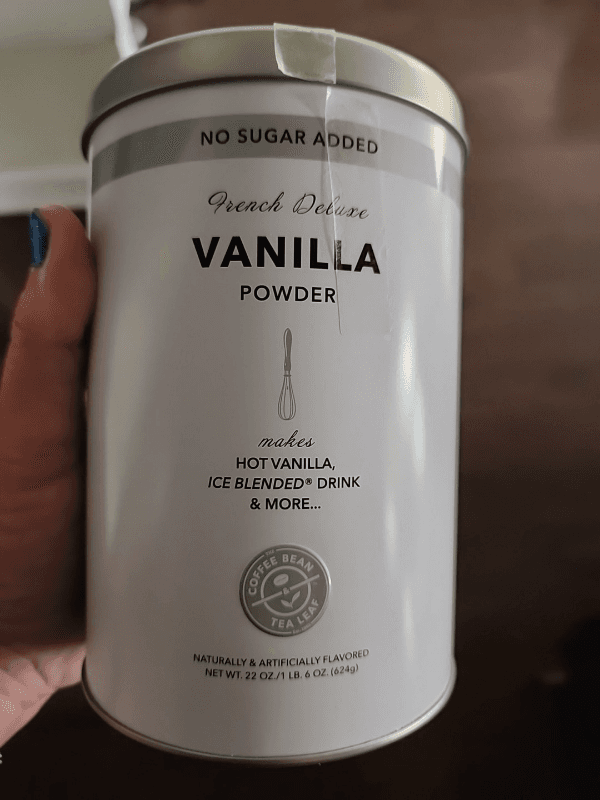 NO SUGAR ADDED
French Deluxe
VANILLA
POWDER
makes
HOT VANILLA,
ICE BLENDED® DRINK
& MORE...
COFFEE BEAN
&
TEA LEAF
NATURALLY & ARTIFICIALLY FLAVORED
NET WT. 22 OZ./1 LB. 6 OZ. (624g)